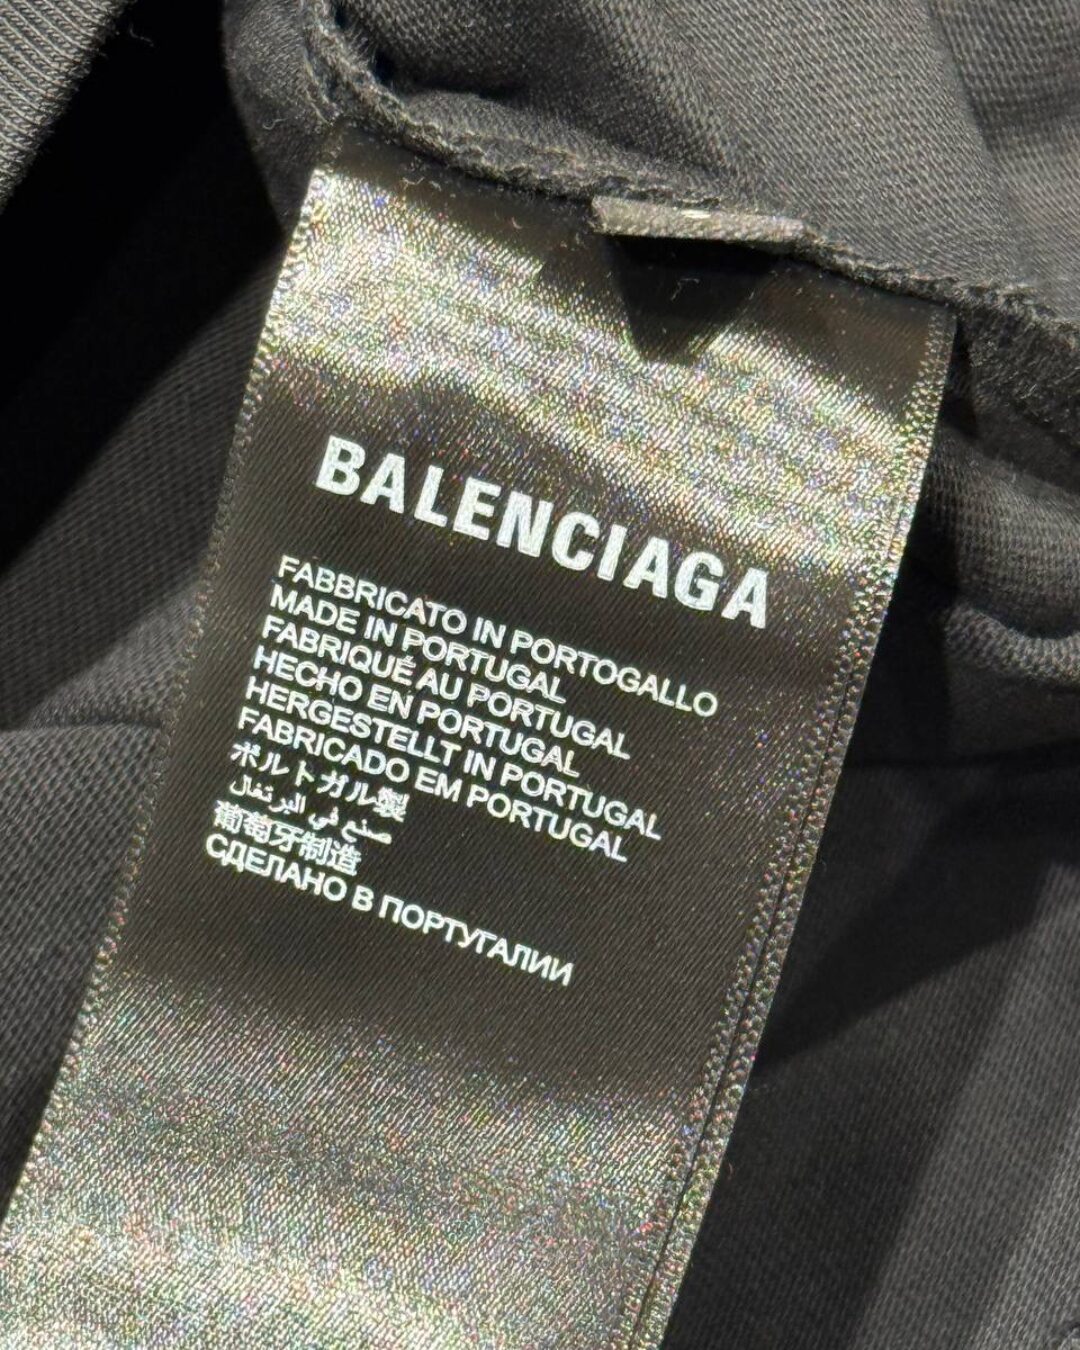 BALENCIAGA
FABBRICATO IN PORTOGALLO
MADE IN PORTUGAL
FABRIQUÉ AU PORTUGAL
HECHO EN PORTUGAL
HERGESTELLT IN PORTUGAL
FABRICADO EM PORTUGAL
ポルトガル製
صنع في البرتغال
葡萄牙制造
СДЕЛАНО В ПОРТУГАЛИИ